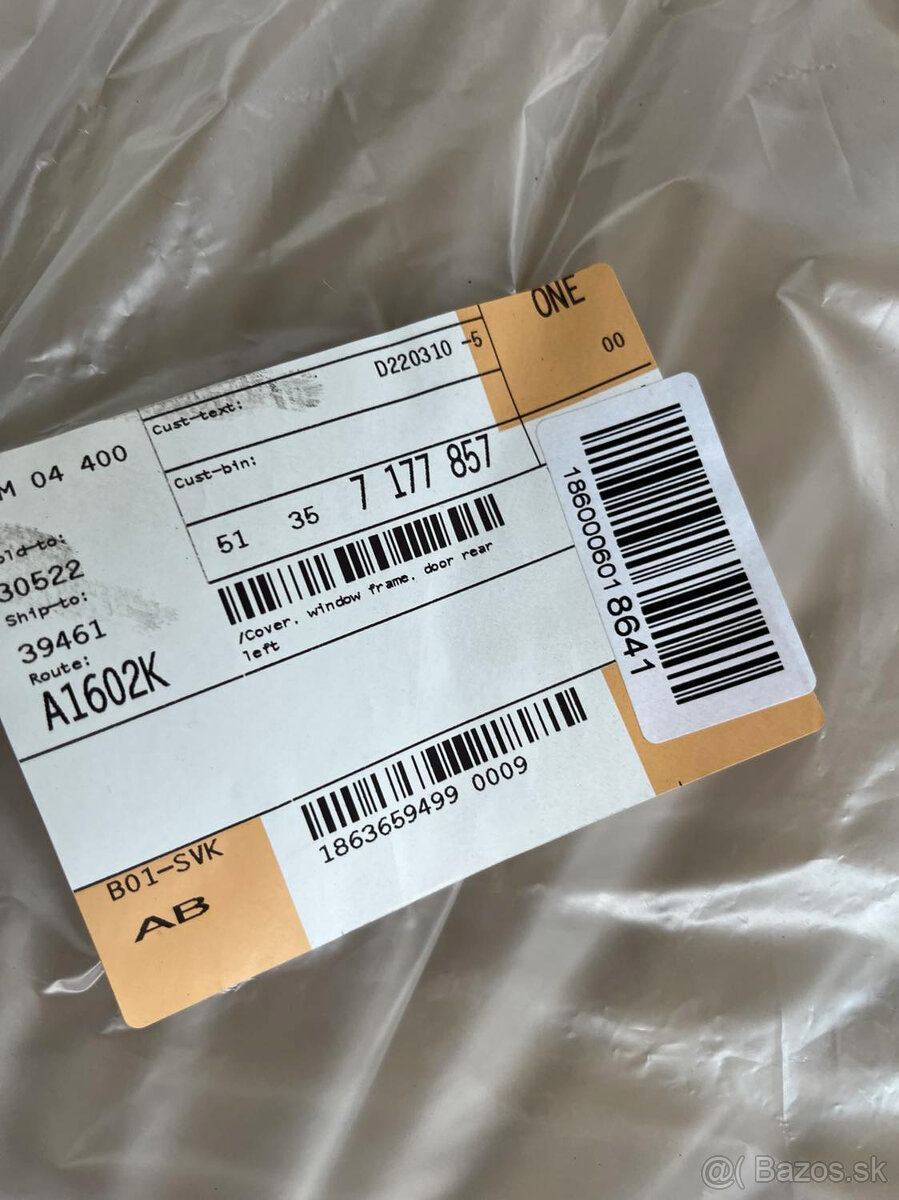 ONE
00
D220310 -5
Cust-text:
M 04 400
Cust-bin:
51 35 7 177 857
/Cover, window frame, door rear
left
old to:
30522
Ship-to:
39461
Route:
A1602K
186000601 8641
1863659499 0009
B01-SVK
AB
@( Bazos.sk